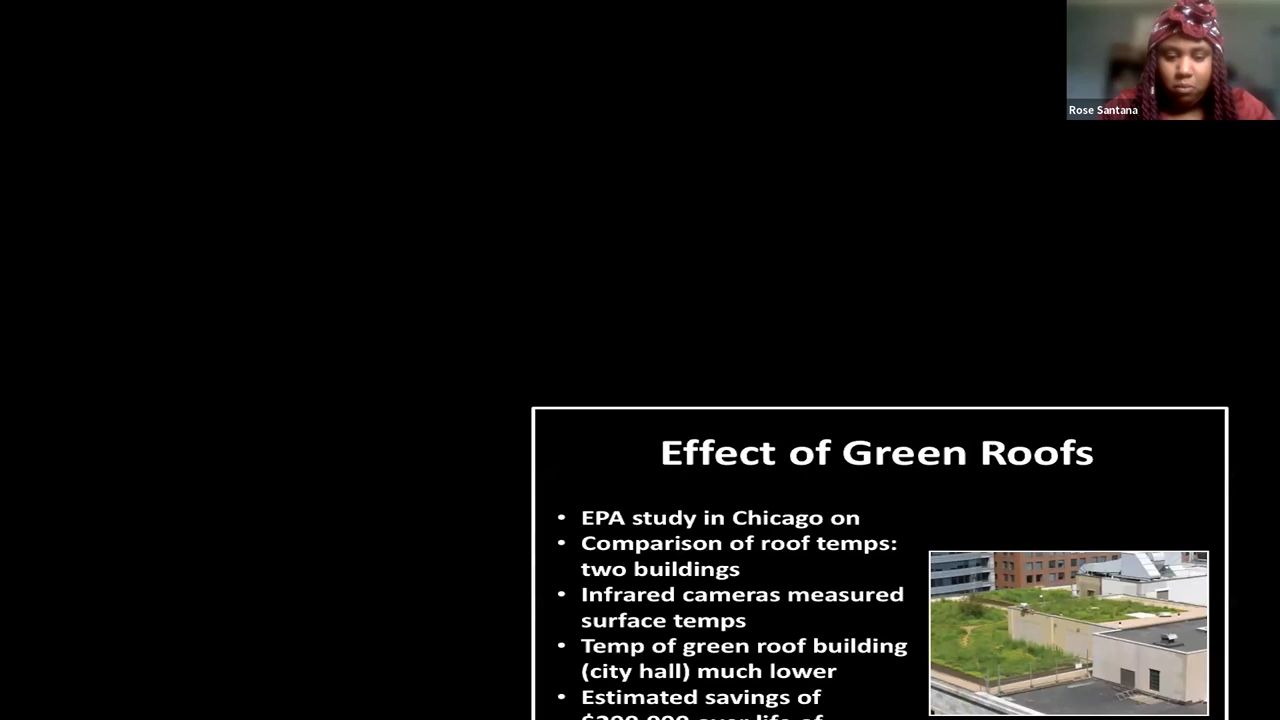 Rose Santana
Effect of Green Roofs
• EPA study in Chicago on
• Comparison of roof temps:
two buildings
• Infrared cameras measured
surface temps
• Temp of green roof building
(city hall) much lower
• Estimated savings of